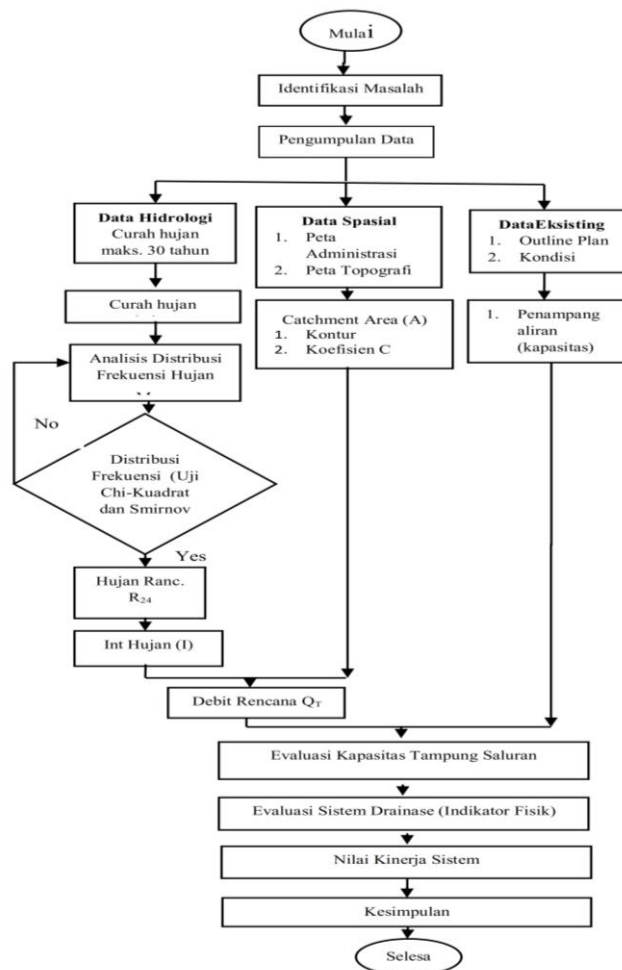 Mulai
Identifikasi Masalah
Pengumpulan Data
Data Hidrologi
Curah hujan
maks. 30 tahun
Data Spasial
1. Peta
Administrasi
2. Peta Topografi
DataEksisting
1. Outline Plan
2. Kondisi
Curah hujan
Catchment Area (A)
1. Kontur
2. Koefisien C
1. Penampang
aliran
(kapasitas)
Analisis Distribusi
Frekuensi Hujan
No
Distribusi
Frekuensi (Uji
Chi-Kuadrat
dan Smirnov
Yes
Hujan Ranc.
R24
Int Hujan (I)
Debit Rencana QT
Evaluasi Kapasitas Tampung Saluran
Evaluasi Sistem Drainase (Indikator Fisik)
Nilai Kinerja Sistem
Kesimpulan
Selesa